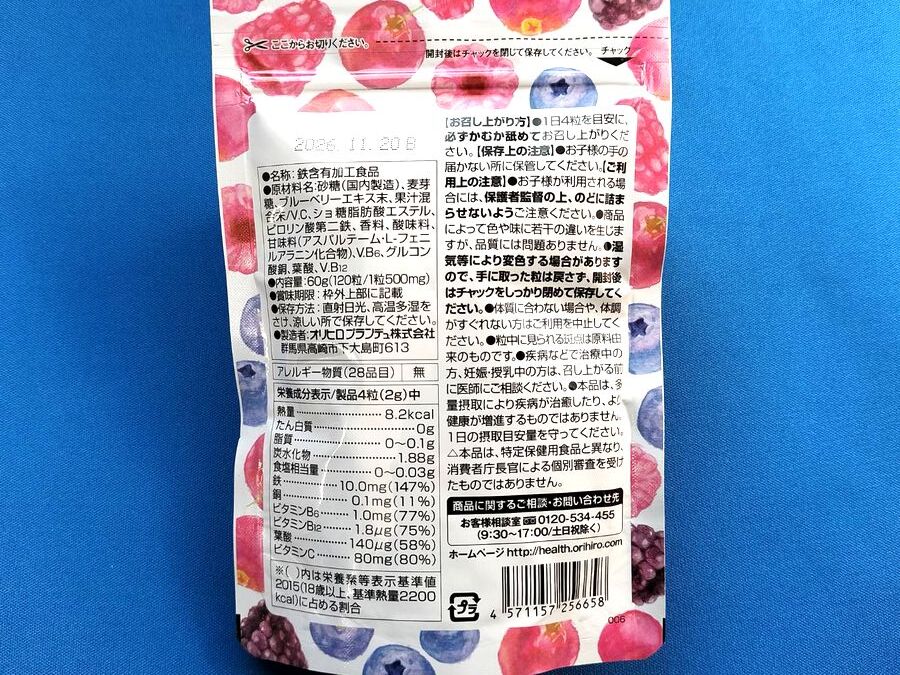 ここからお切りください。
開封後はチャックを閉じて保存してください。 チャック
2026.11.20 B
●名称：鉄含有加工食品
●原材料名：砂糖（国内製造）、麦芽
糖、ブルーベリーエキス末、果汁混
合末/V.C、ショ糖脂肪酸エステル、
ピロリン酸第二鉄、香料、酸味料、
甘味料（アスパルテーム・L-フェニ
ルアラニン化合物）、V.B6、グルコン
酸銅、葉酸、V.B12
●内容量：60g（120粒/1粒500mg）
●賞味期限：枠外上部に記載
●保存方法：直射日光、高温多湿を
さけ、涼しい所で保存してください。
●製造者：オリヒロプランデュ株式会社
群馬県高崎市下大島町613
アレルギー物質（28品目） 無
栄養成分表示/製品4粒（2g）中
熱量 8.2kcal
たん白質 0g
脂質 0～0.1g
炭水化物 1.88g
食塩相当量 0～0.03g
鉄 10.0mg（147%）
銅 0.1mg（11%）
ビタミンB6 1.0mg（77%）
ビタミンB12 1.8μg（75%）
葉酸 140μg（58%）
ビタミンC 80mg（80%）
※（ ）内は栄養素等表示基準値
2015（18歳以上、基準熱量2200
kcal）に占める割合
【お召し上がり方】●1日4粒を目安に、
必ずかむか舐めてお召し上がりくだ
さい。【保存上の注意】●お子様の手の
届かない所に保管してください。【ご利
用上の注意】●お子様が利用される場
合には、保護者監督の上、のどに詰ま
らせないようご注意ください。●商品
によって色や味に若干の違いを生じま
すが、品質には問題ありません。●湿
気等により変色する場合があります
ので、手に取った粒は戻さず、開封後
はチャックをしっかり閉めて保存してく
ださい。●体質に合わない場合や、体調
がすぐれない方はご利用を中止してく
ださい。●粒中に見られる斑点は原料由
来のものです。●疾病などで治療中の
方、妊娠・授乳中の方は、召し上がる前
に医師にご相談ください。●本品は、多
量摂取により疾病が治癒したり、より
健康が増進するものではありません。
1日の摂取目安量を守ってください。
△本品は、特定保健用食品と異なり、
消費者庁長官による個別審査を受け
たものではありません。
商品に関するご相談・お問い合わせ先
お客様相談室 0120-534-455
（9:30～17:00/土日祝除く）
ホームページ http://health.orihiro.com
プラ
4 571157 256658
006